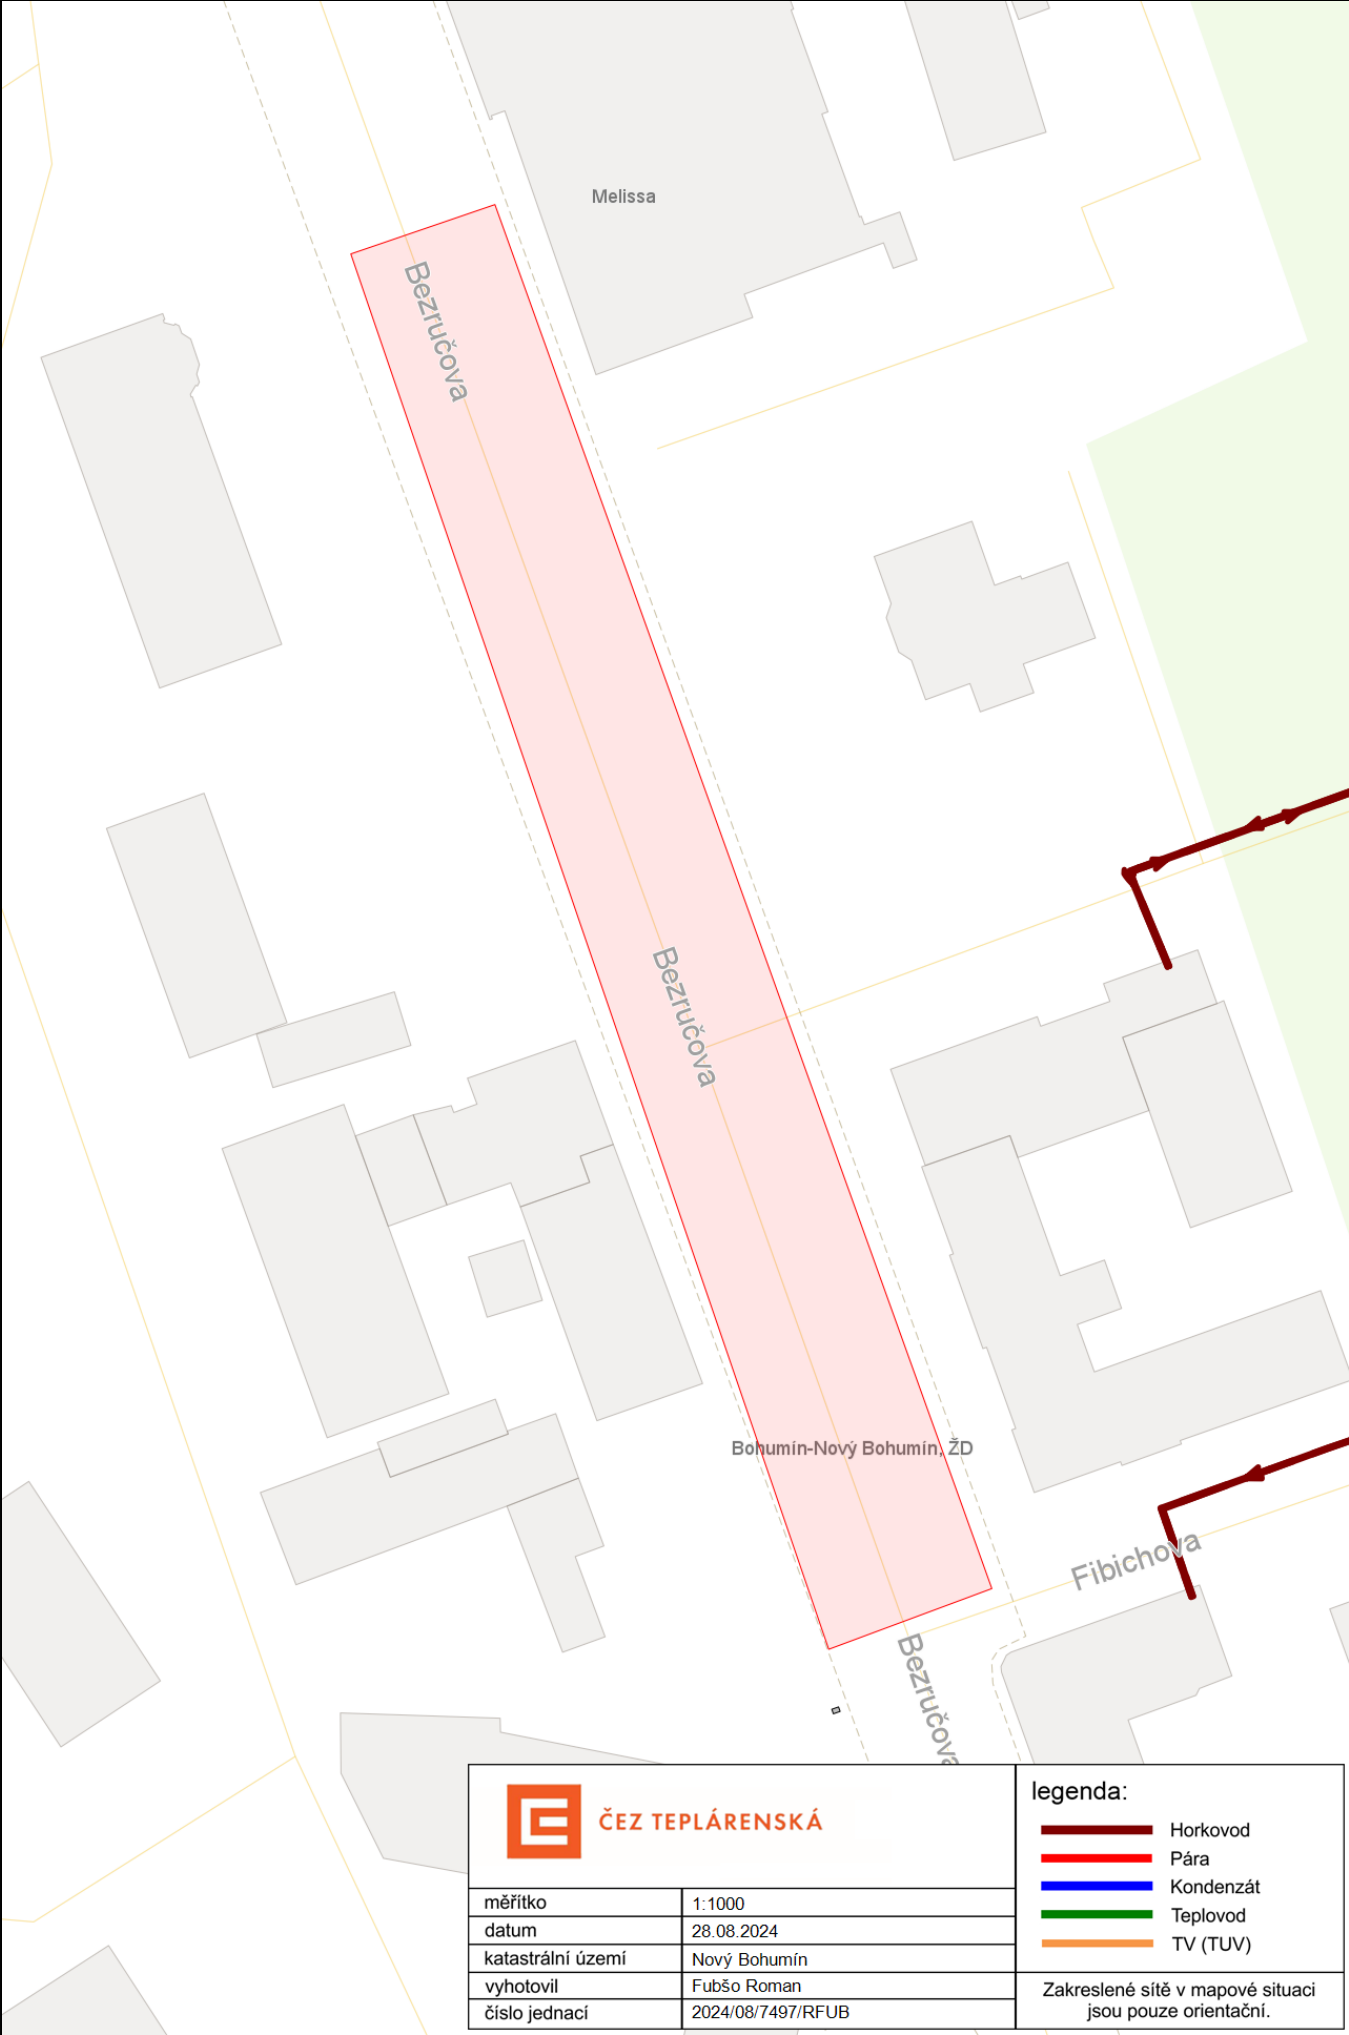 Melissa
Bezručova
Bezručova
Bohumín-Nový Bohumín, ŽD
Fibichova
Bezručova
ČEZ TEPLÁRENSKÁ
měřítko 1:1000
datum 28.08.2024
katastrální území Nový Bohumín
vyhotovil Fubšo Roman
číslo jednací 2024/08/7497/RFUB
legenda:
Horkovod
Pára
Kondenzát
Teplovod
TV (TUV)
Zakreslené sítě v mapové situaci
jsou pouze orientační.